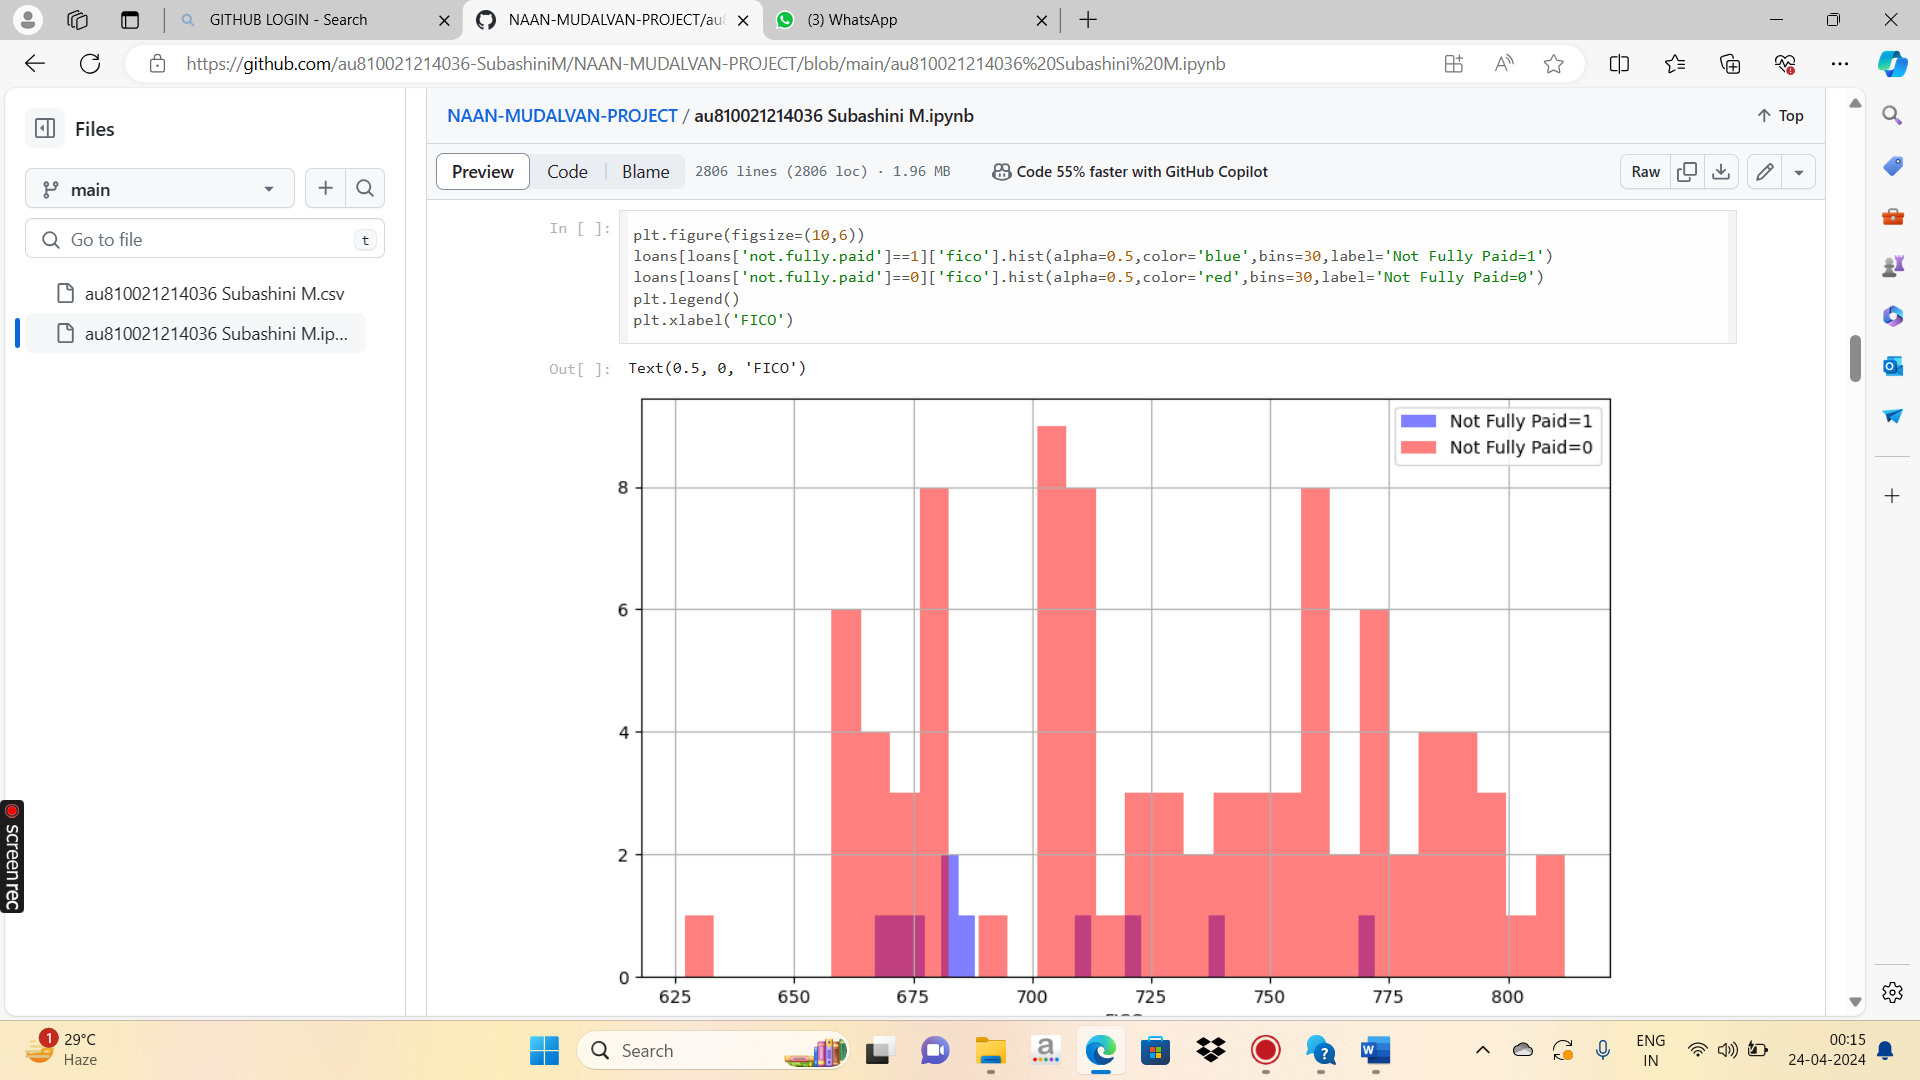 GITHUB LOGIN - Search
NAAN-MUDALVAN-PROJECT/au8
(3) WhatsApp
https://github.com/au810021214036-SubashiniM/NAAN-MUDALVAN-PROJECT/blob/main/au810021214036%20Subashini%20M.ipynb
Files
main
Go to file
t
au810021214036 Subashini M.csv
au810021214036 Subashini M.ip...
NAAN-MUDALVAN-PROJECT / au810021214036 Subashini M.ipynb
Top
Preview
Code
Blame
2806 lines (2806 loc) · 1.96 MB
Code 55% faster with GitHub Copilot
Raw
In [ ]:
plt.figure(figsize=(10,6))
loans[loans['not.fully.paid']==1]['fico'].hist(alpha=0.5,color='blue',bins=30,label='Not Fully Paid=1')
loans[loans['not.fully.paid']==0]['fico'].hist(alpha=0.5,color='red',bins=30,label='Not Fully Paid=0')
plt.legend()
plt.xlabel('FICO')
Out[ ]:
Text(0.5, 0, 'FICO')
Not Fully Paid=1
Not Fully Paid=0
8
6
4
2
0
625 650 675 700 725 750 775 800
FICO
screenrec
1
29°C
Haze
Search
a
ENG
IN
00:15
24-04-2024